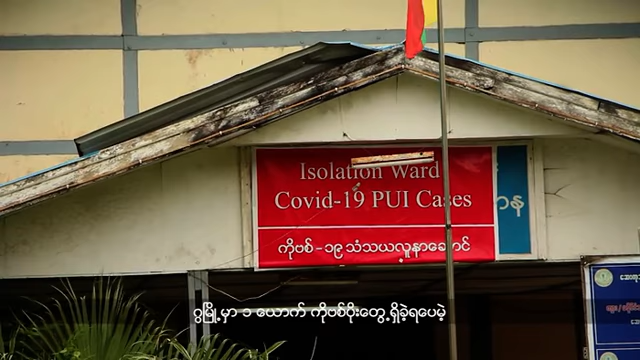 Isolation Ward
Covid-19 PUI Cases
ကိုဗစ် - ၁၉ သံသယလူနာဆောင်
ဂွမြို့မှာ ၁ ယောက် ကိုဗစ်ပိုးတွေ့ရှိခဲ့ရပေမဲ့